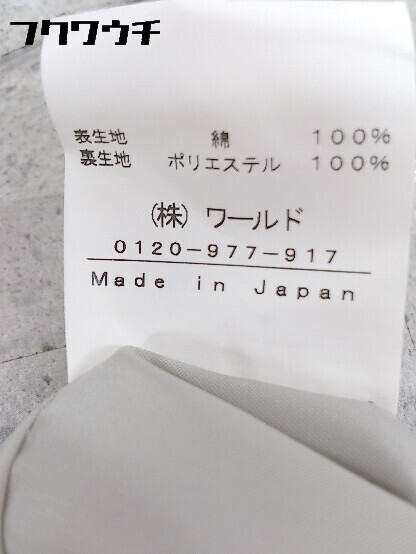 フクワウチ
表生地 綿 100%
裏生地 ポリエステル 100%
(株) ワールド
0120-977-917
Made in Japan